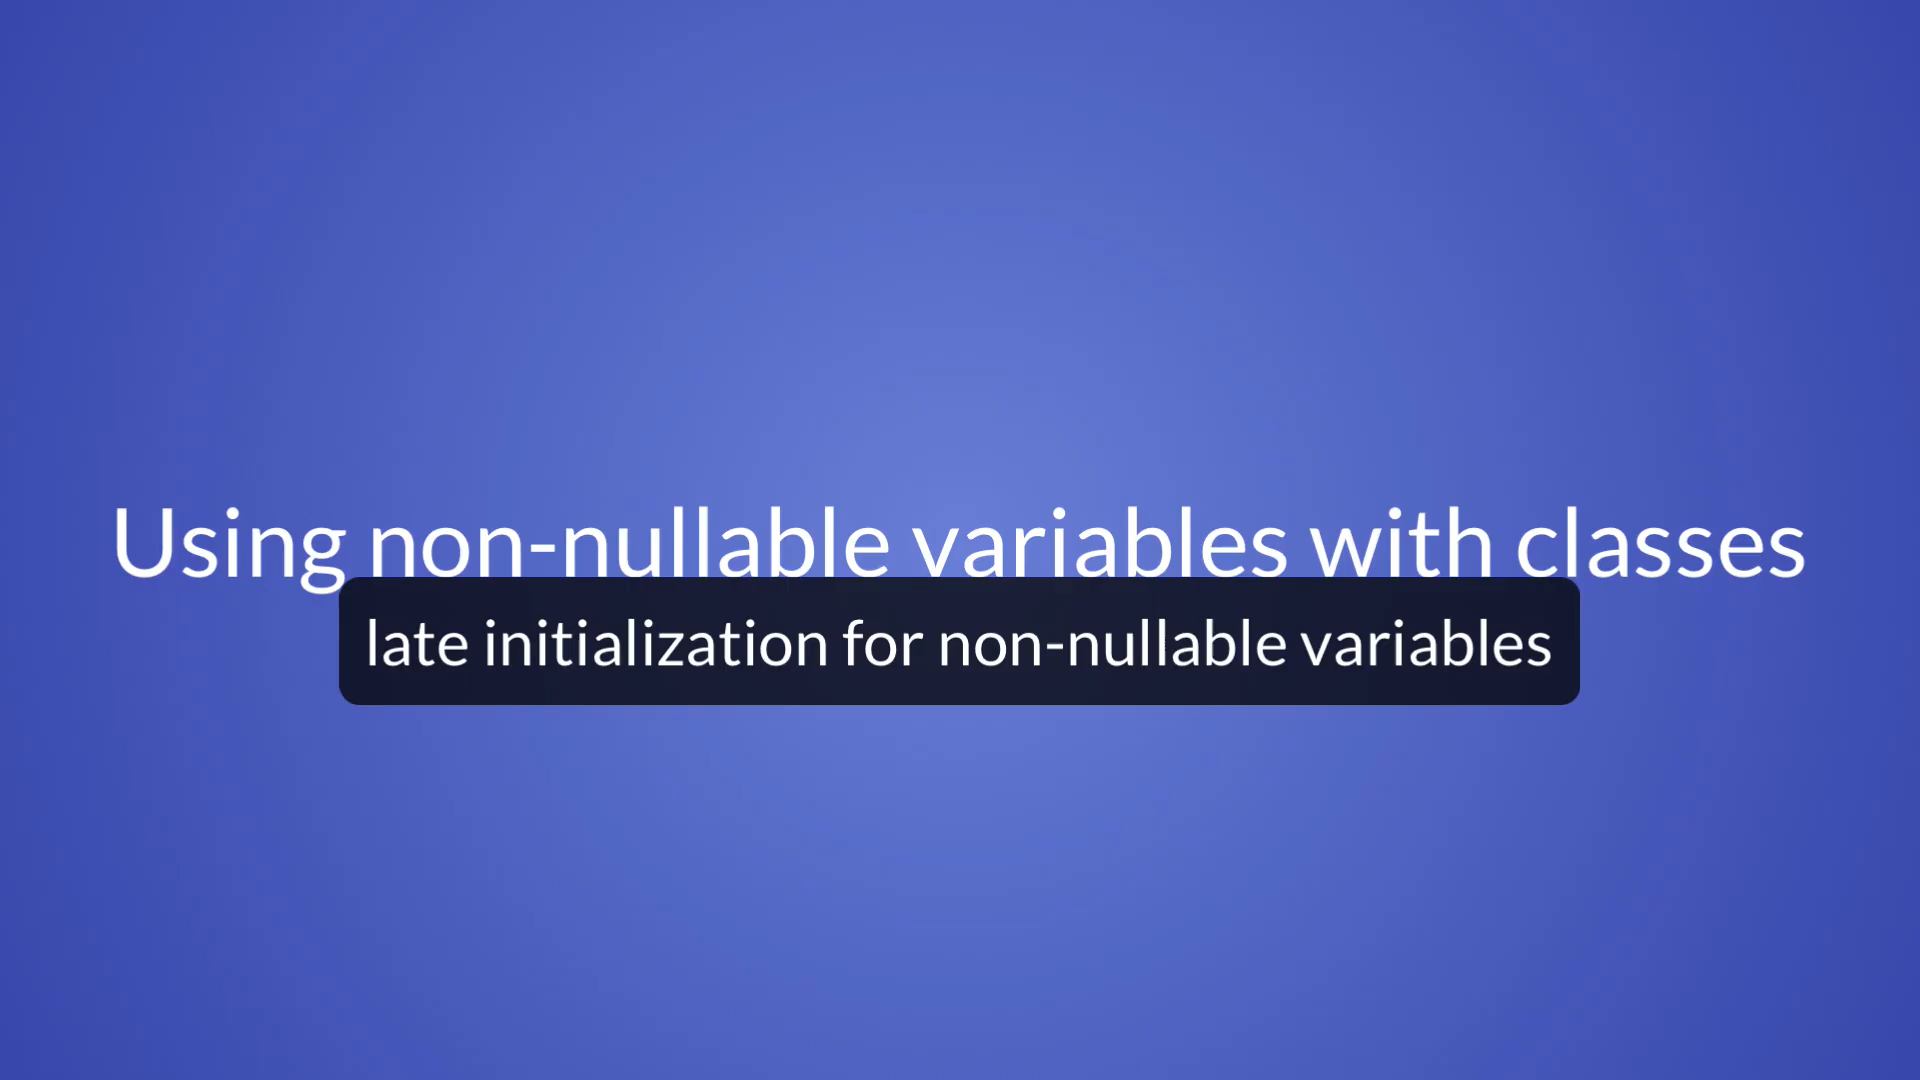 Using non-nullable variables with classes
late initialization for non-nullable variables